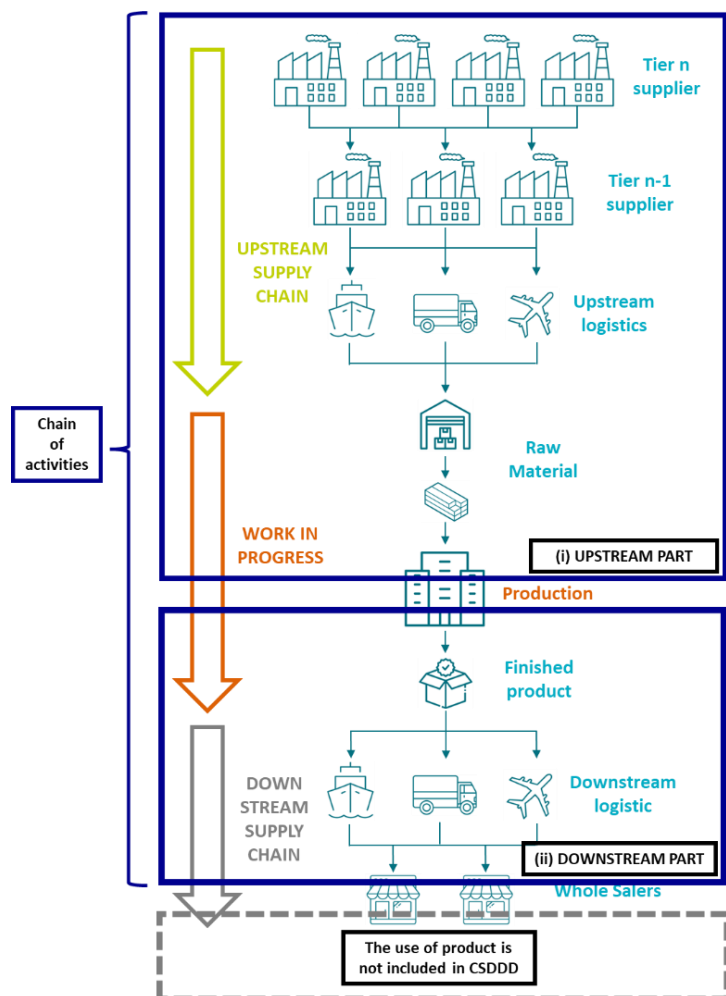 Tier n
supplier
Tier n-1
supplier
UPSTREAM
SUPPLY
CHAIN
Upstream
logistics
Chain
of
activities
Raw
Material
WORK IN
PROGRESS
(i) UPSTREAM PART
Production
Finished
product
DOWN
STREAM
SUPPLY
CHAIN
Downstream
logistic
(ii) DOWNSTREAM PART
Whole Salers
The use of product is
not included in CSDDD